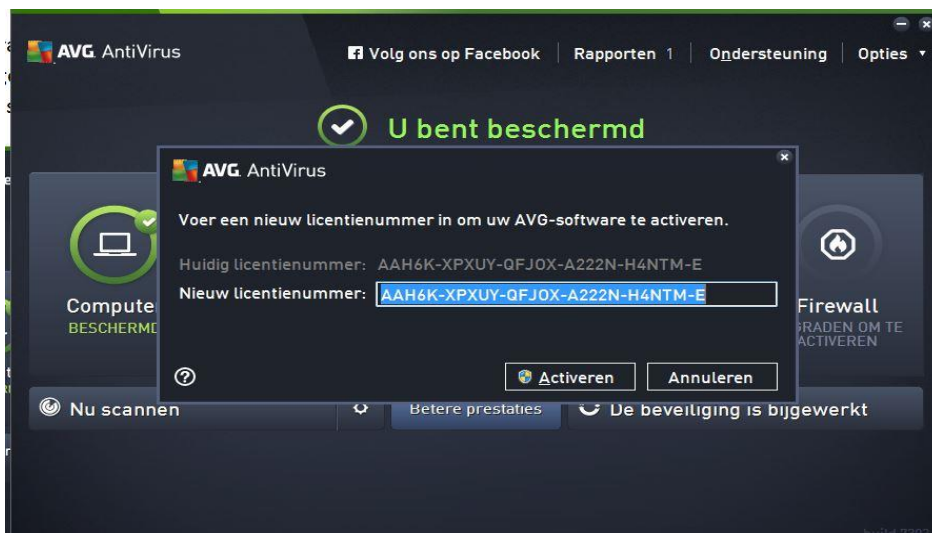 AVG AntiVirus
Volg ons op Facebook Rapporten 1 Ondersteuning Opties
U bent beschermd
AVG AntiVirus
Voer een nieuw licentienummer in om uw AVG-software te activeren.
Huidig licentienummer: AAH6K-XPXUY-QFJOX-A222N-H4NTM-E
Nieuw licentienummer: AAH6K-XPXUY-QFJOX-A222N-H4NTM-E
Activeren Annuleren
Compute
BESCHERMD
Firewall
GRADEN OM TE
ACTIVEREN
Nu scannen Betere prestaties De beveiliging is bijgewerkt